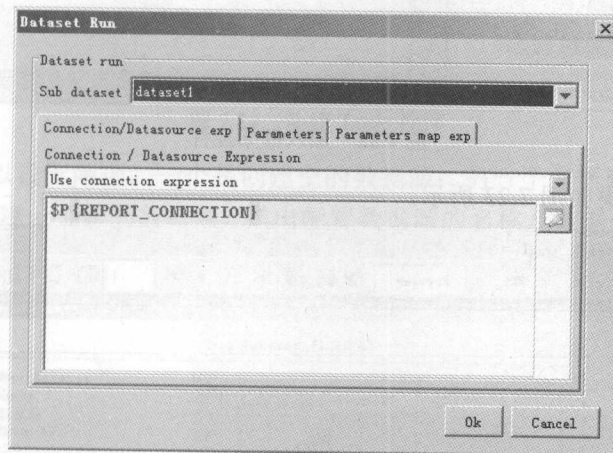 Dataset Run
Dataset run
Sub dataset dataset1
Connection/Datasource exp Parameters Parameters map exp
Connection / Datasource Expression
Use connection expression
$P{REPORT_CONNECTION}
Ok Cancel